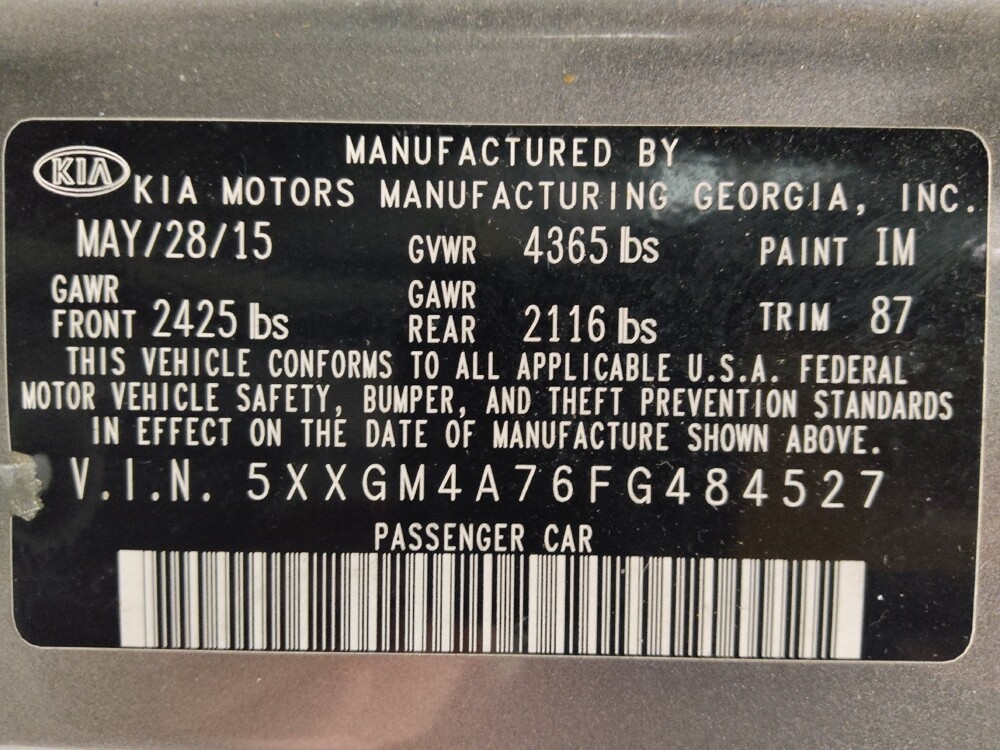 MANUFACTURED BY
KIA KIA MOTORS MANUFACTURING GEORGIA, INC.
MAY/28/15 GVWR 4365 lbs PAINT IM
GAWR FRONT 2425 lbs GAWR REAR 2116 lbs TRIM 87
THIS VEHICLE CONFORMS TO ALL APPLICABLE U.S.A. FEDERAL
MOTOR VEHICLE SAFETY, BUMPER, AND THEFT PREVENTION STANDARDS
IN EFFECT ON THE DATE OF MANUFACTURE SHOWN ABOVE.
V.I.N. 5XXGM4A76FG484527
PASSENGER CAR